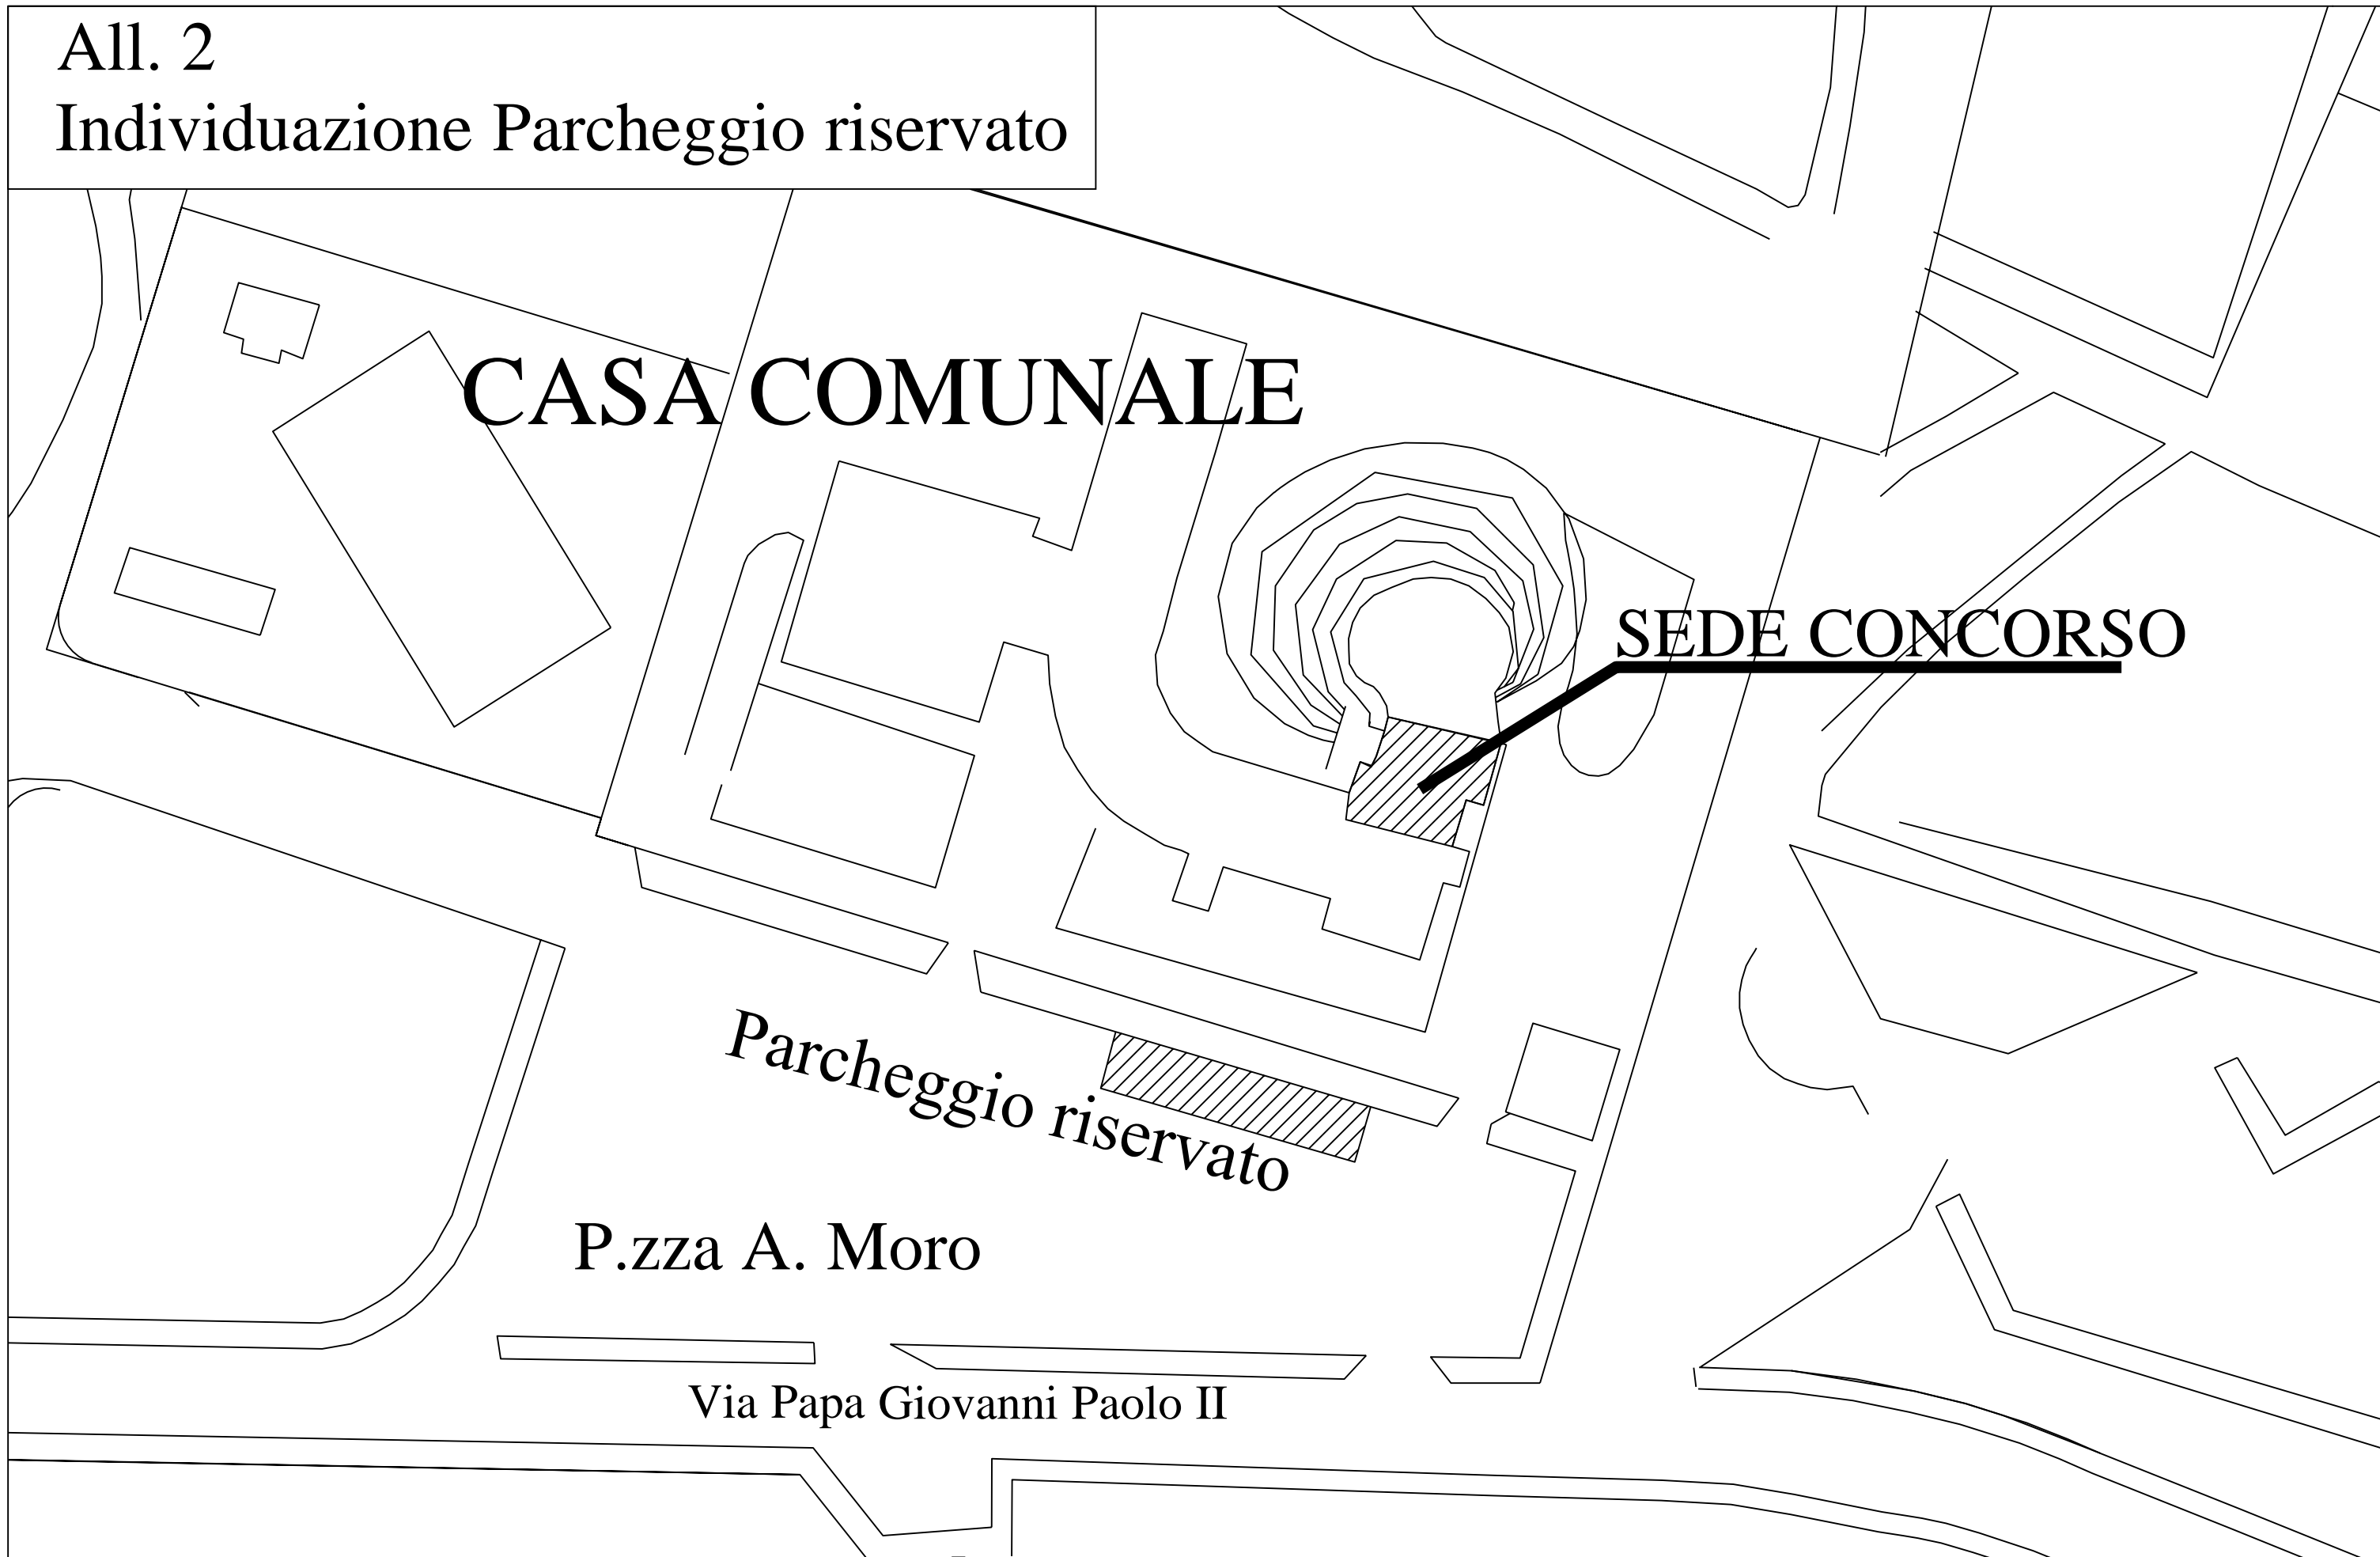 All. 2
Individuazione Parcheggio riservato
CASA COMUNALE
SEDE CONCORSO
Parcheggio riservato
P.zza A. Moro
Via Papa Giovanni Paolo II